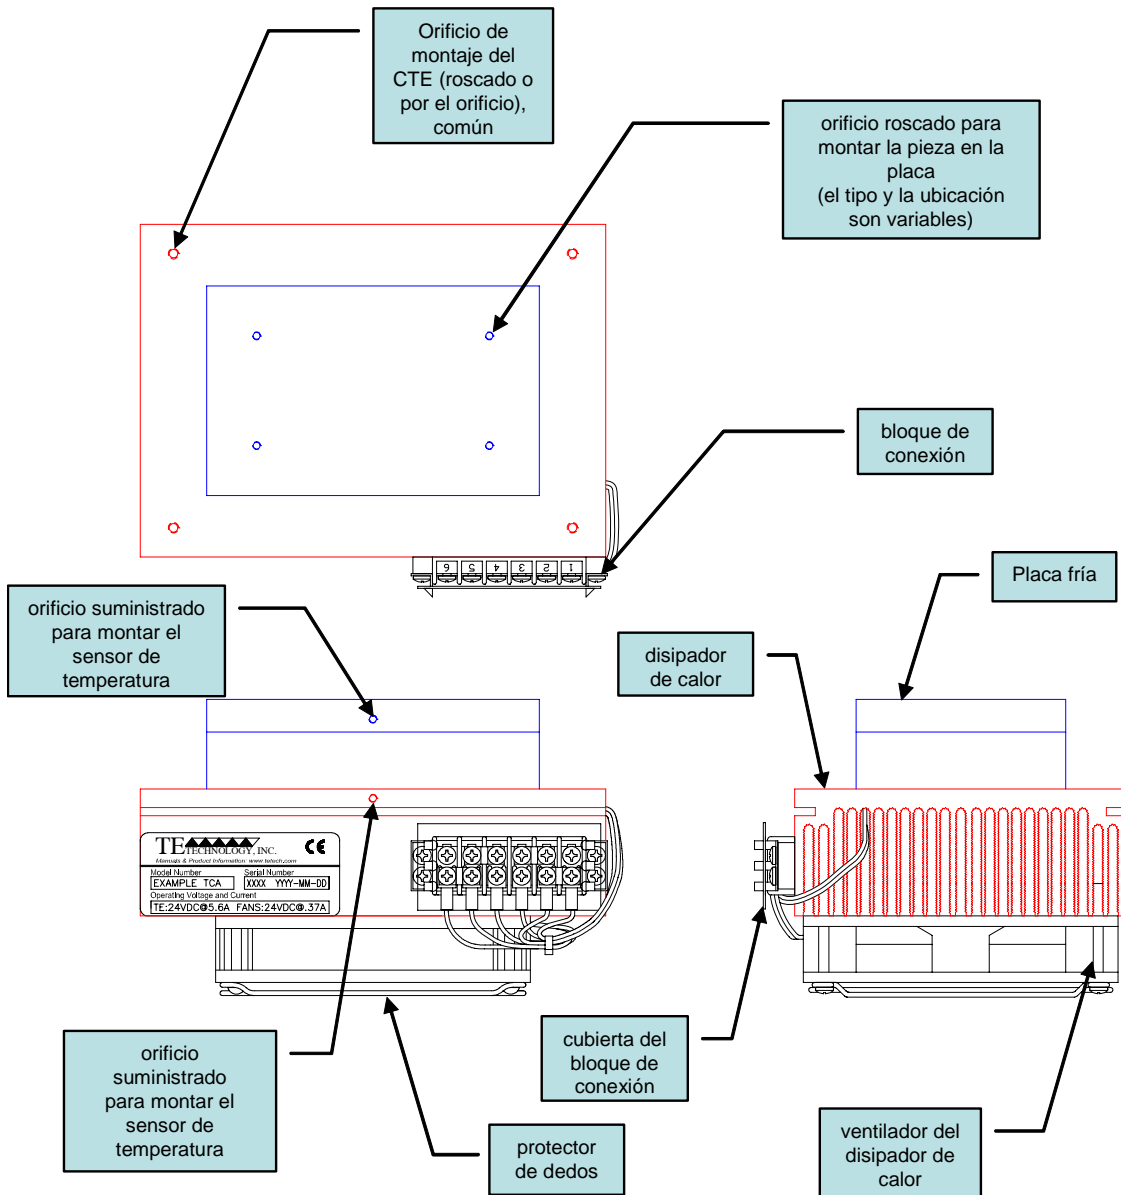 Orificio de
montaje del
CTE (roscado o
por el orificio),
común
orificio roscado para
montar la pieza en la
placa
(el tipo y la ubicación
son variables)
bloque de
conexión
6 5 4 3 2 1
Placa fría
orificio suministrado
para montar el
sensor de
temperatura
disipador
de calor
TE TECHNOLOGY, INC.
CE
Manuals & Product Information: www.tetech.com
Model Number Serial Number
EXAMPLE TCA XXXX YYYY-MM-DD
Operating Voltage and Current
TE:24VDC@5.6A FANS:24VDC@.37A
orificio
suministrado
para montar el
sensor de
temperatura
cubierta del
bloque de
conexión
protector
de dedos
ventilador del
disipador de
calor